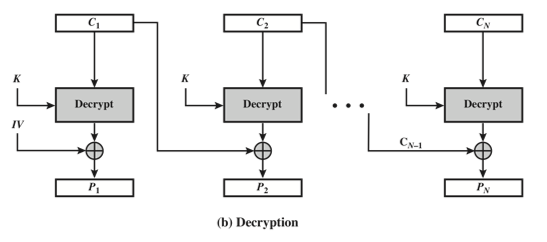 C1 C2 CN
K K K
Decrypt Decrypt Decrypt
IV
CN–1
P1 P2 PN
(b) Decryption